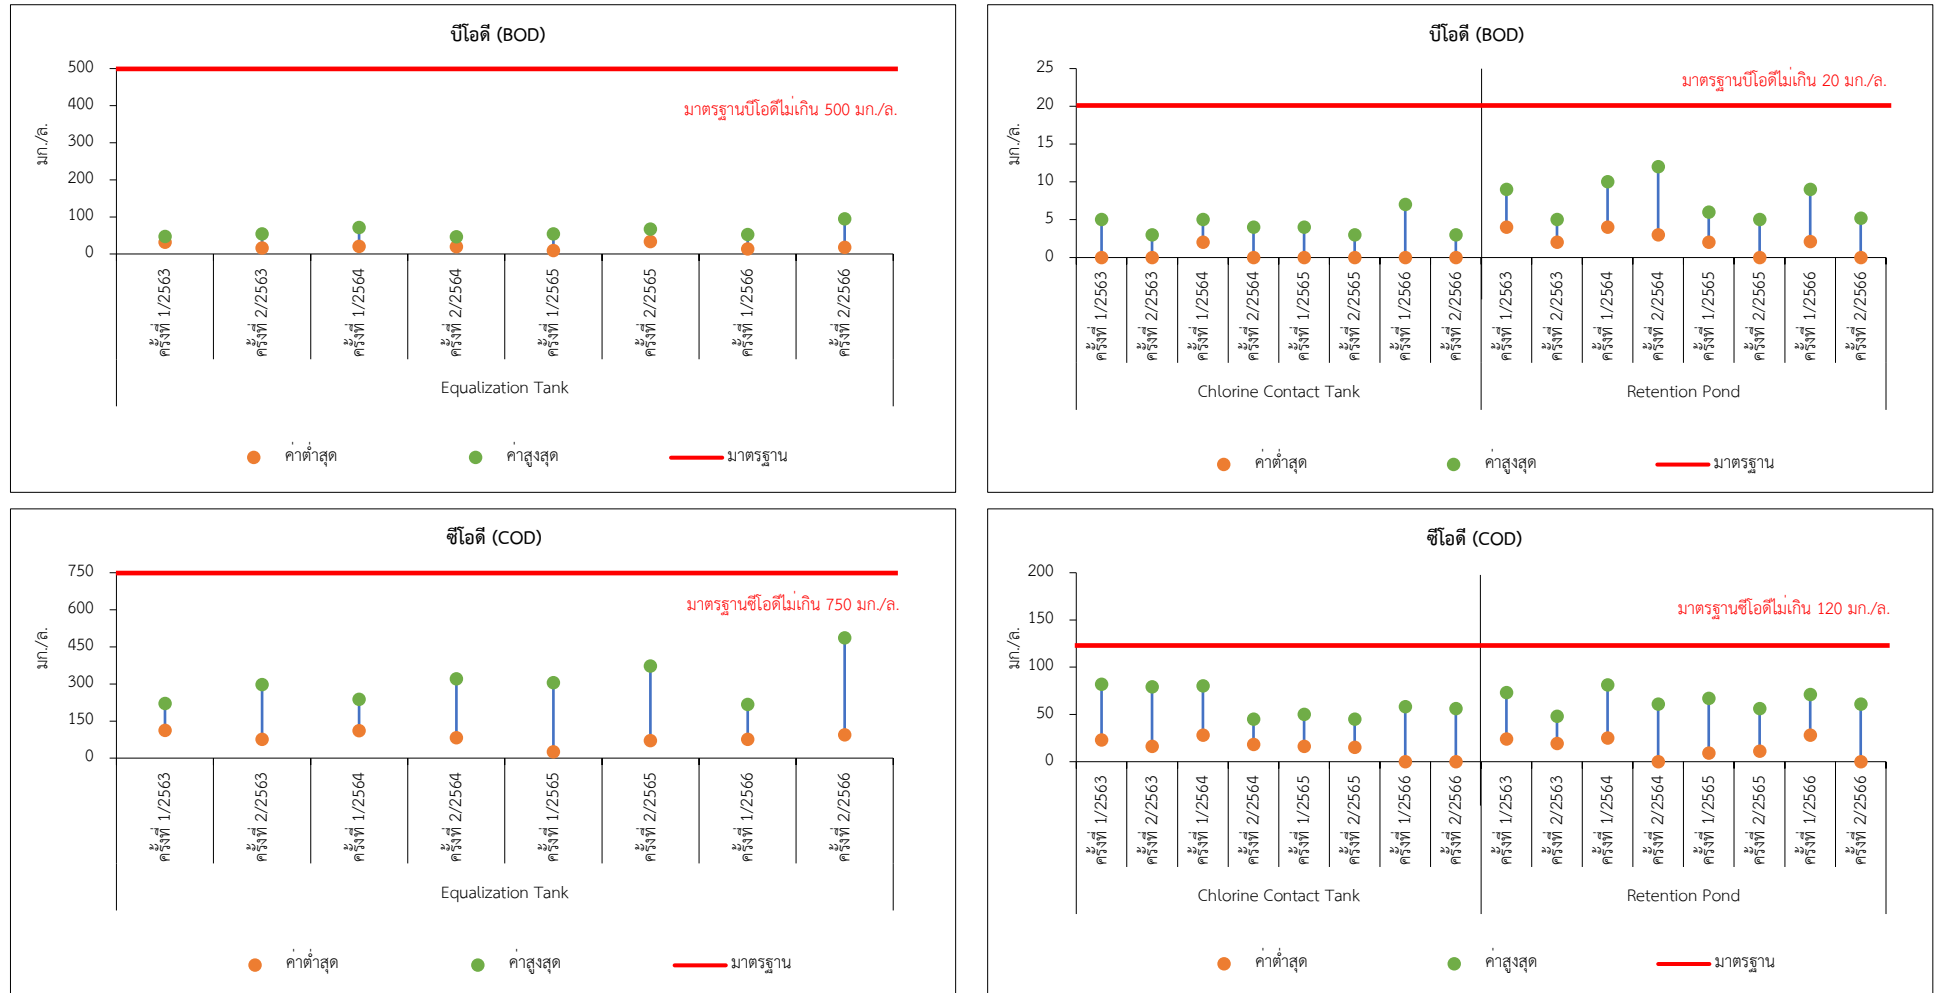 บีโอดี (BOD)
500
400
300
200
100
0
มก./ล.
มาตรฐานบีโอดีไม่เกิน 500 มก./ล.
ครั้งที่ 1/2563
ครั้งที่ 2/2563
ครั้งที่ 1/2564
ครั้งที่ 2/2564
ครั้งที่ 1/2565
ครั้งที่ 2/2565
ครั้งที่ 1/2566
ครั้งที่ 2/2566
Equalization Tank
ค่าต่ำสุด ค่าสูงสุด มาตรฐาน
บีโอดี (BOD)
25
20
15
10
5
0
มก./ล.
มาตรฐานบีโอดีไม่เกิน 20 มก./ล.
ครั้งที่ 1/2563
ครั้งที่ 2/2563
ครั้งที่ 1/2564
ครั้งที่ 2/2564
ครั้งที่ 1/2565
ครั้งที่ 2/2565
ครั้งที่ 1/2566
ครั้งที่ 2/2566
ครั้งที่ 1/2563
ครั้งที่ 2/2563
ครั้งที่ 1/2564
ครั้งที่ 2/2564
ครั้งที่ 1/2565
ครั้งที่ 2/2565
ครั้งที่ 1/2566
ครั้งที่ 2/2566
Chlorine Contact Tank Retention Pond
ค่าต่ำสุด ค่าสูงสุด มาตรฐาน
ซีโอดี (COD)
750
600
450
300
150
0
มก./ล.
มาตรฐานซีโอดีไม่เกิน 750 มก./ล.
ครั้งที่ 1/2563
ครั้งที่ 2/2563
ครั้งที่ 1/2564
ครั้งที่ 2/2564
ครั้งที่ 1/2565
ครั้งที่ 2/2565
ครั้งที่ 1/2566
ครั้งที่ 2/2566
Equalization Tank
ค่าต่ำสุด ค่าสูงสุด มาตรฐาน
ซีโอดี (COD)
200
150
100
50
0
มก./ล.
มาตรฐานซีโอดีไม่เกิน 120 มก./ล.
ครั้งที่ 1/2563
ครั้งที่ 2/2563
ครั้งที่ 1/2564
ครั้งที่ 2/2564
ครั้งที่ 1/2565
ครั้งที่ 2/2565
ครั้งที่ 1/2566
ครั้งที่ 2/2566
ครั้งที่ 1/2563
ครั้งที่ 2/2563
ครั้งที่ 1/2564
ครั้งที่ 2/2564
ครั้งที่ 1/2565
ครั้งที่ 2/2565
ครั้งที่ 1/2566
ครั้งที่ 2/2566
Chlorine Contact Tank Retention Pond
ค่าต่ำสุด ค่าสูงสุด มาตรฐาน